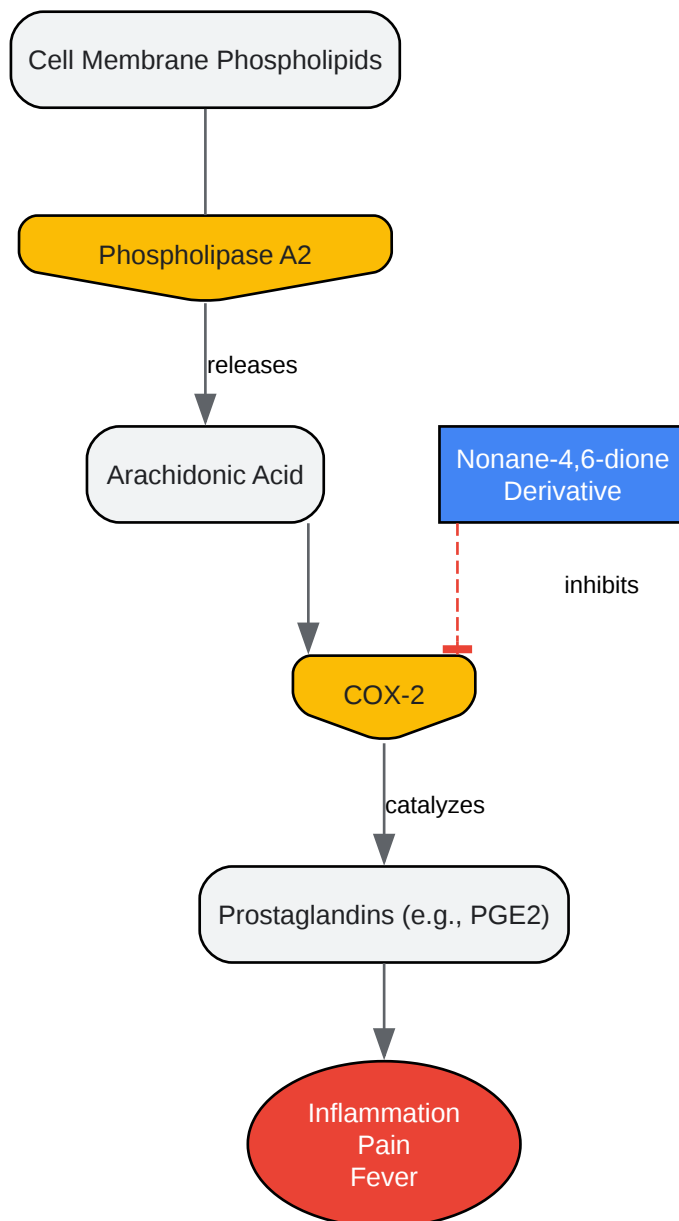 Cell Membrane Phospholipids
Phospholipase A2
releases
Arachidonic Acid
Nonane-4,6-dione
Derivative
inhibits
COX-2
catalyzes
Prostaglandins (e.g., PGE2)
Inflammation
Pain
Fever